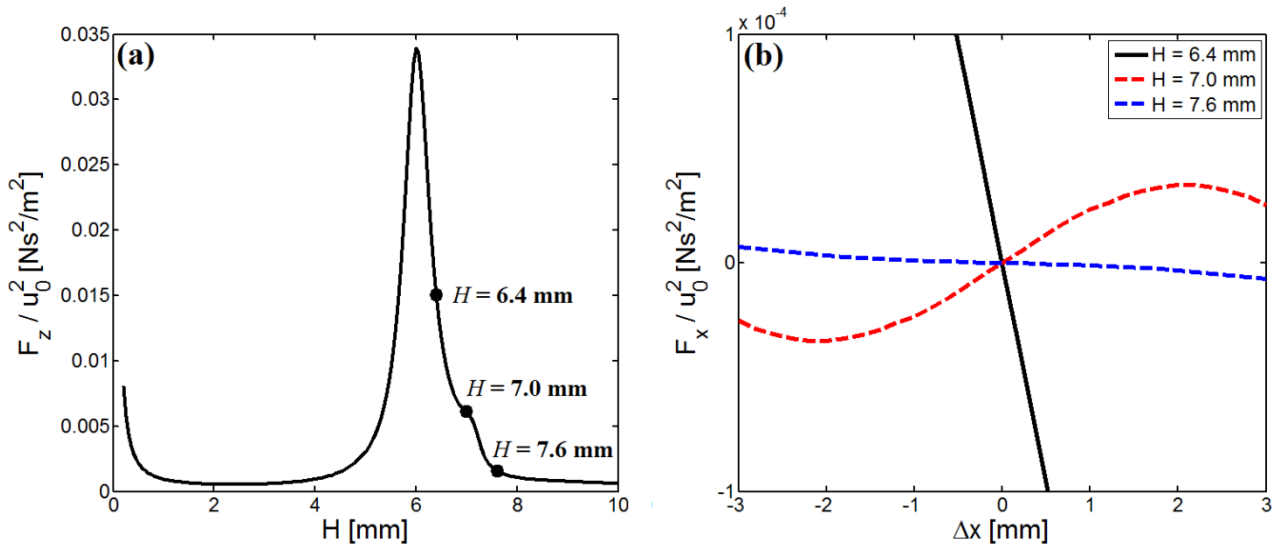 (a)
F_z / u_0^2 [Ns^2/m^2]
0.035
0.03
0.025
0.02
0.015
0.01
0.005
0
H = 6.4 mm
H = 7.0 mm
H = 7.6 mm
0 2 4 6 8 10
H [mm]
(b)
x 10^-4
F_x / u_0^2 [Ns^2/m^2]
1
0
-1
H = 6.4 mm
H = 7.0 mm
H = 7.6 mm
-3 -2 -1 0 1 2 3
Δx [mm]